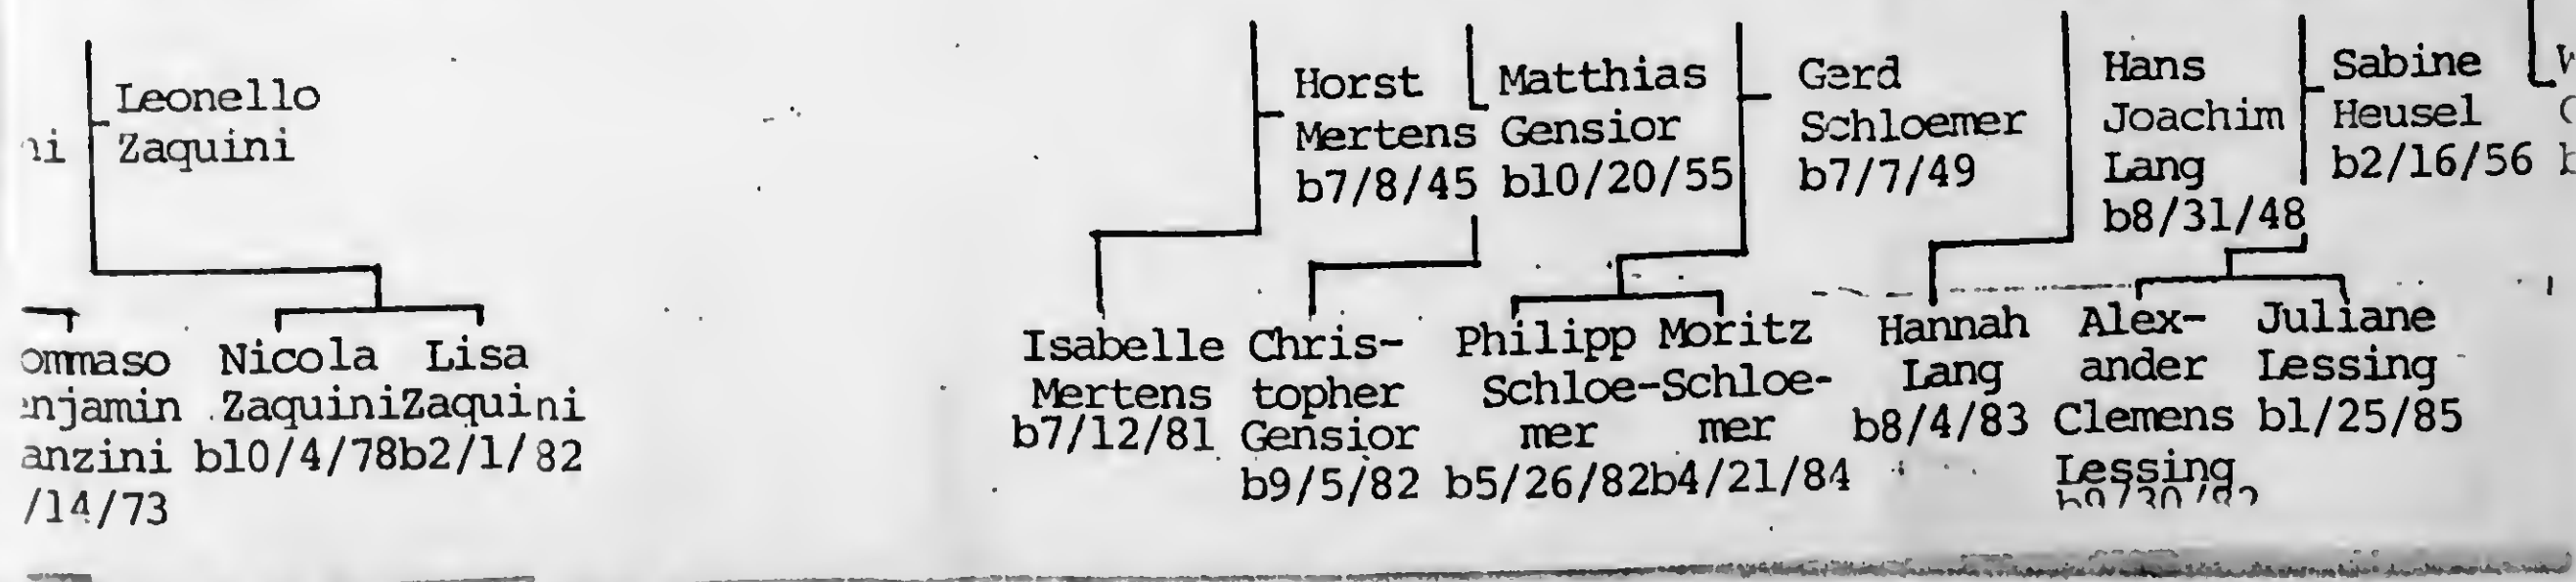 Leonello
Zaquini
Horst
Mertens
b7/8/45
Matthias
Gensior
b10/20/55
Gerd
Schloemer
b7/7/49
Hans
Joachim
Lang
b8/31/48
Sabine
Heusel
b2/16/56
Nicola
Zaquini
b10/4/78
Lisa
Zaquini
b2/1/82
Isabelle
Mertens
b7/12/81
Chris-
topher
Gensior
b9/5/82
Philipp
Schloe-
mer
b5/26/82
Moritz
Schloe-
mer
b4/21/84
Hannah
Lang
b8/4/83
Alex-
ander
Clemens
Lessing
Juliane
Lessing
b1/25/85